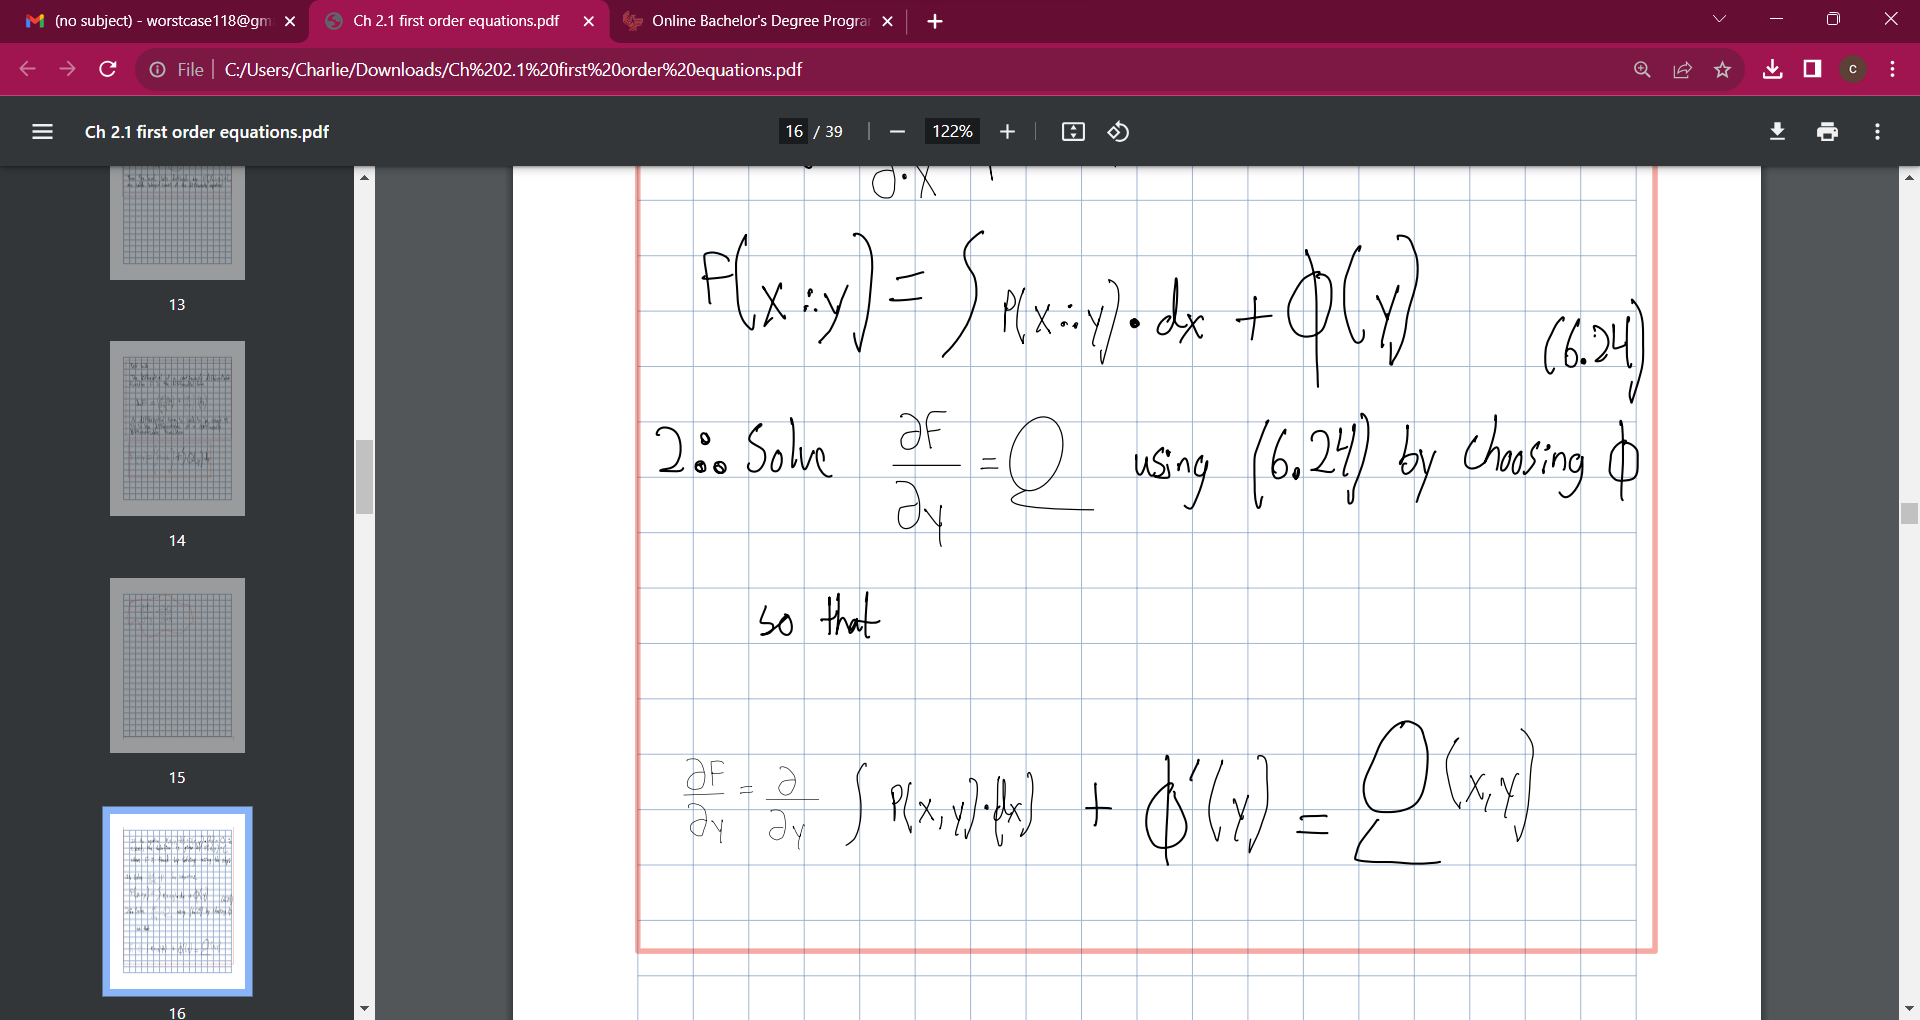 (no subject) - worstcase118@gm
Ch 2.1 first order equations.pdf
Online Bachelor's Degree Progra
File
C:/Users/Charlie/Downloads/Ch%202.1%20first%20order%20equations.pdf
c
Ch 2.1 first order equations.pdf
16 / 39
122%
13
14
15
16
∂·x
F(x∴y) = ∫ P(x∴y)·dx + ϕ(y) (6.24)
2∴ Solve ∂F/∂y = Q using (6.24) by choosing ϕ
so that
∂F/∂y = ∂/∂y ∫ P(x,y)·(dx) + ϕ'(y) = Q(x,y)